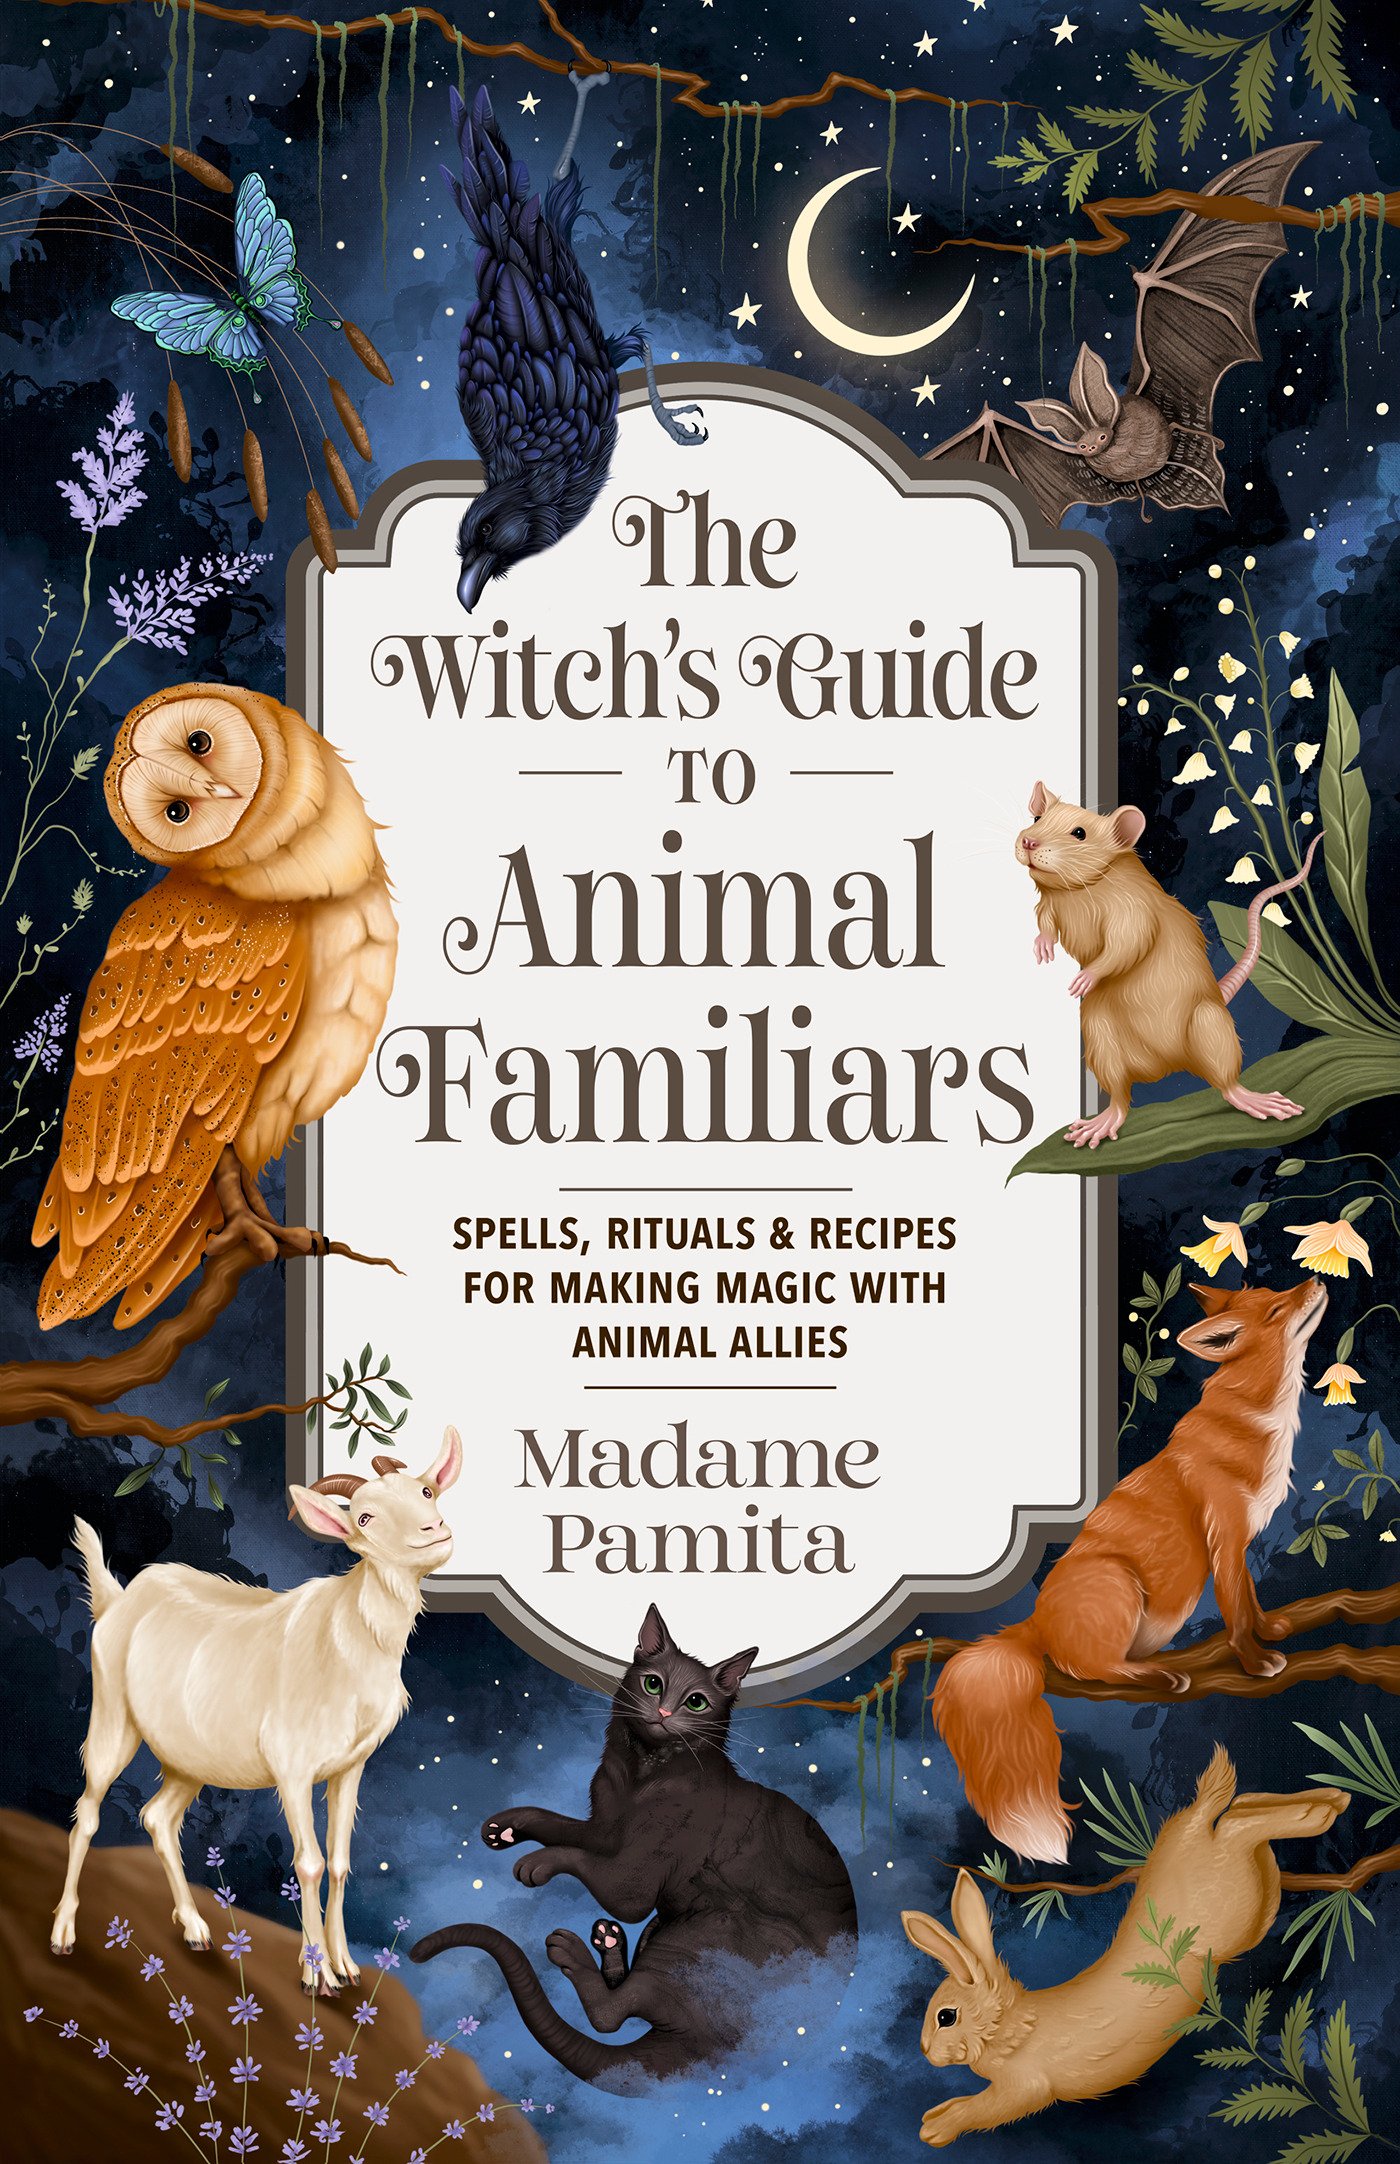 The
Witch's Guide
TO
Animal
Familiars
SPELLS, RITUALS & RECIPES
FOR MAKING MAGIC WITH
ANIMAL ALLIES
Madame
Pamita